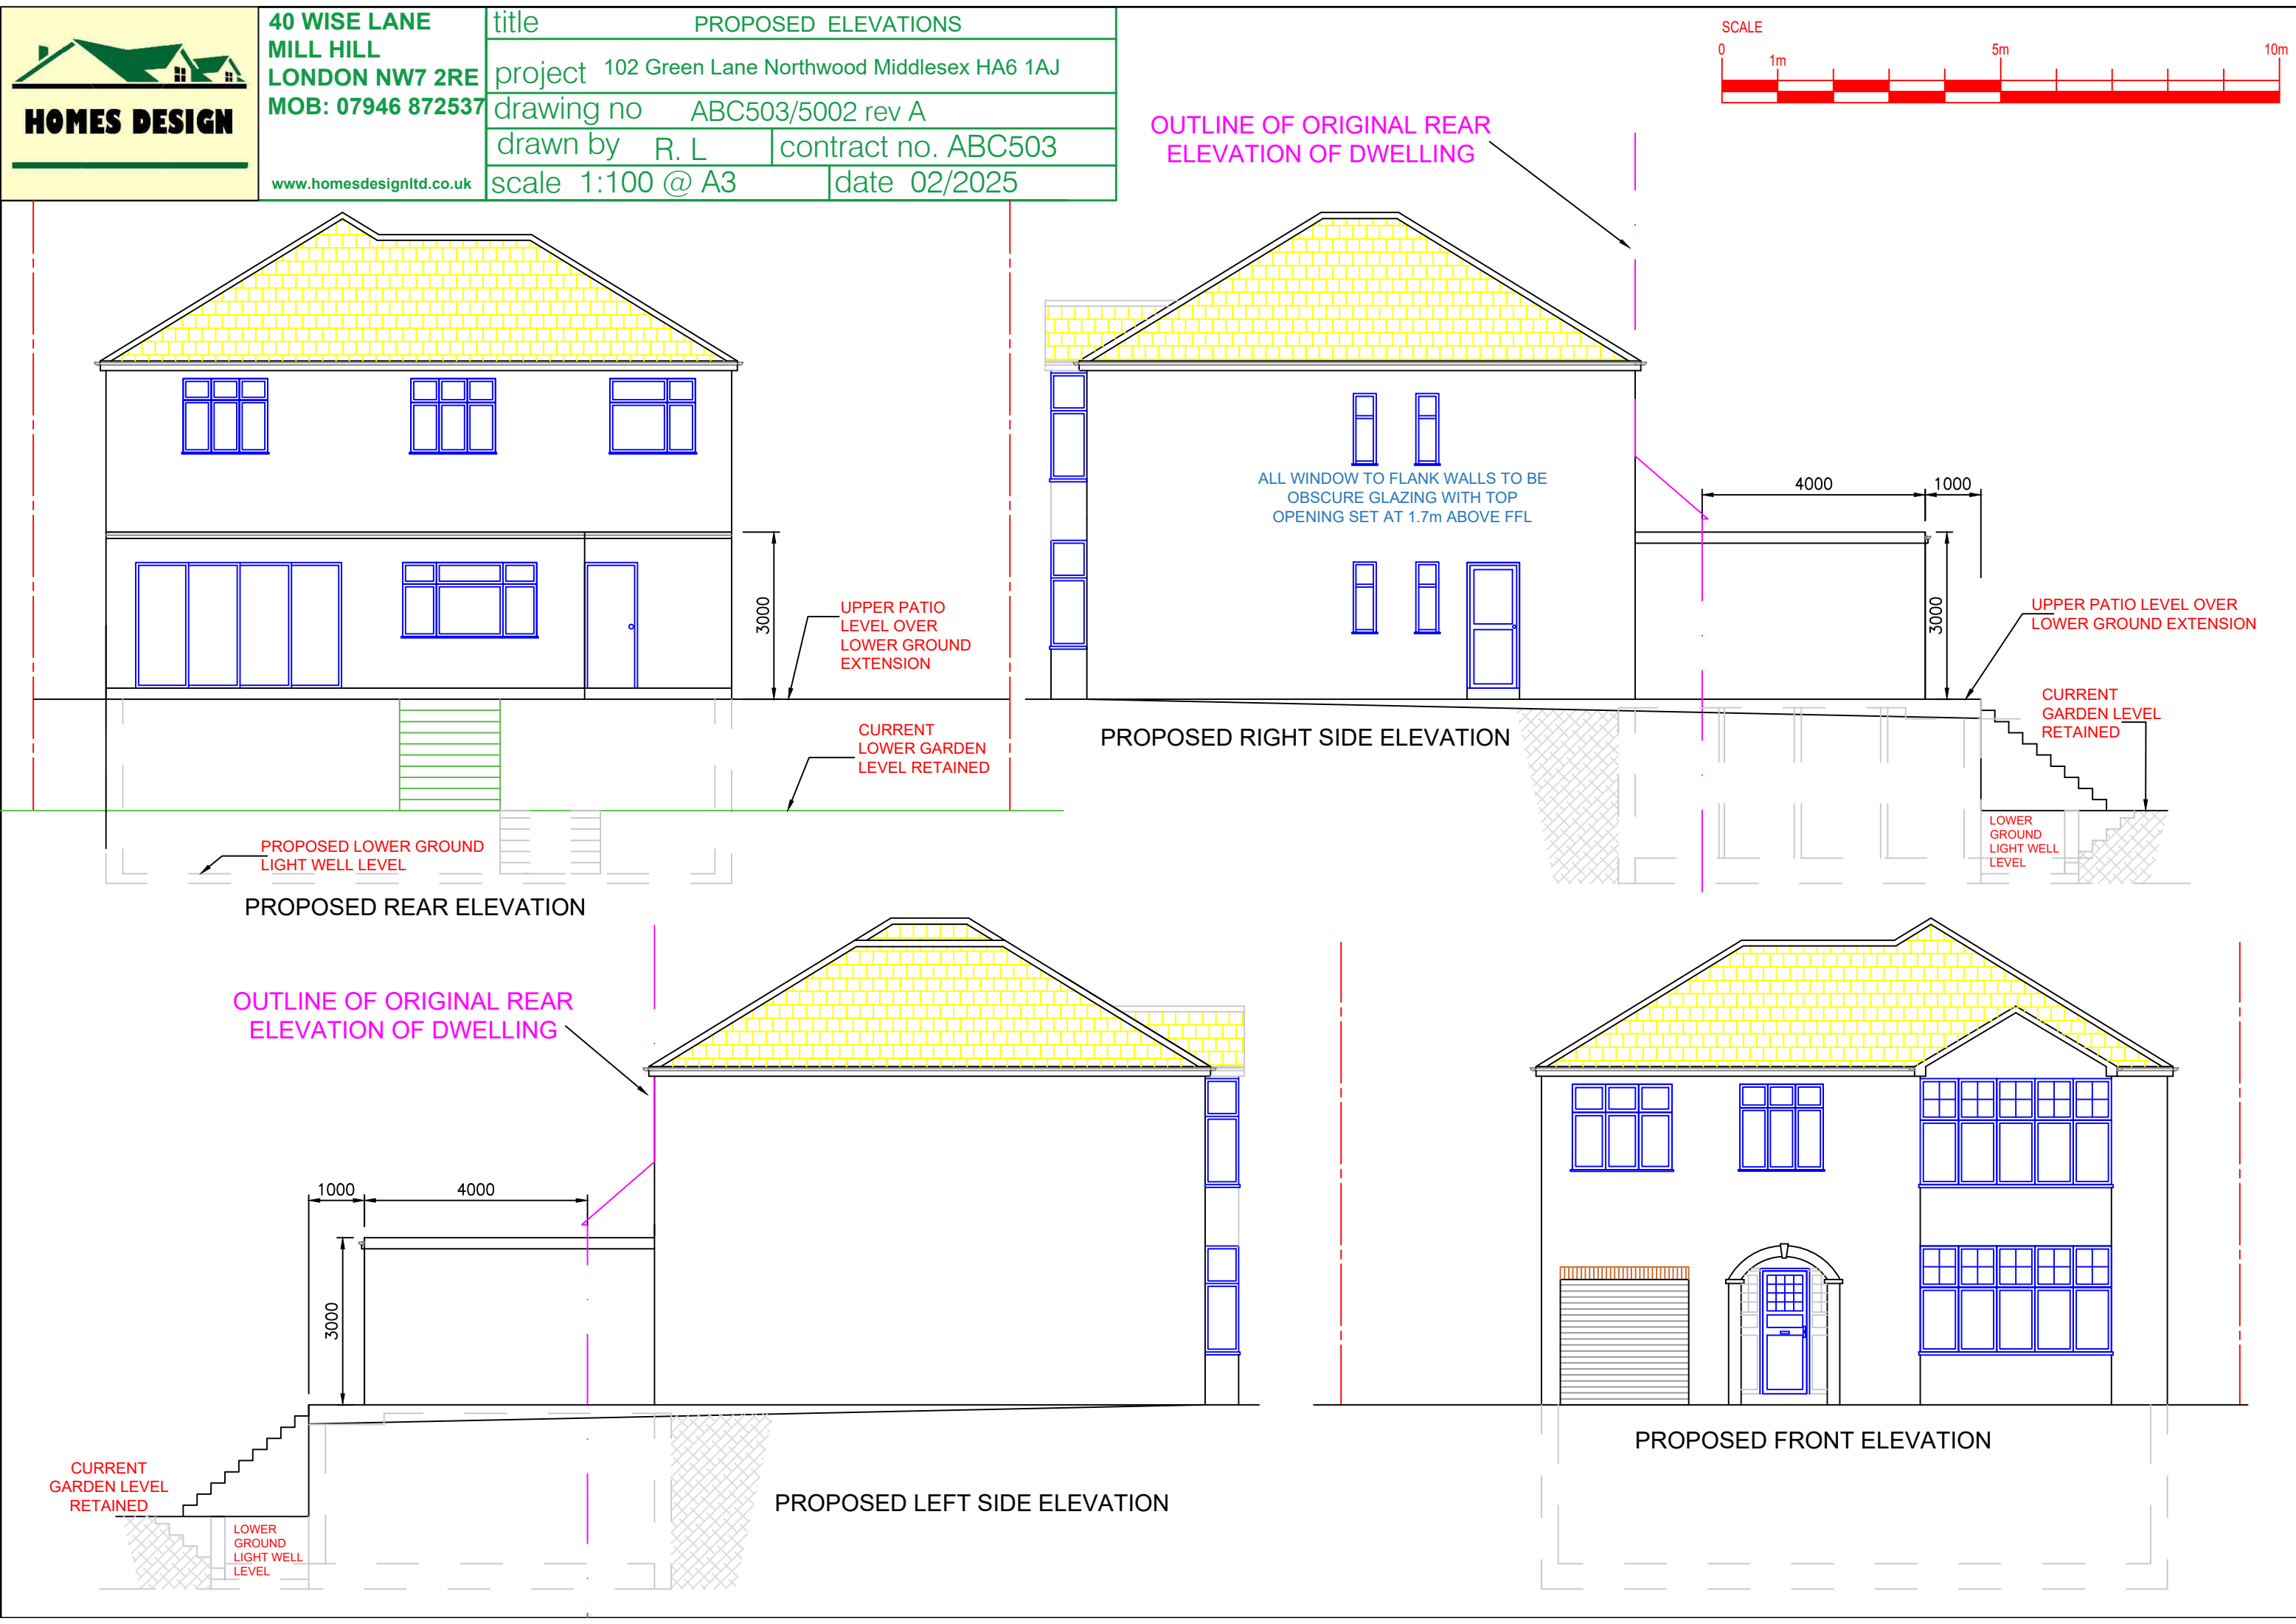 HOMES DESIGN
40 WISE LANE
MILL HILL
LONDON NW7 2RE
MOB: 07946 872537
www.homesdesignltd.co.uk
title PROPOSED ELEVATIONS
project 102 Green Lane Northwood Middlesex HA6 1AJ
drawing no ABC503/5002 rev A
drawn by R. L contract no. ABC503
scale 1:100 @ A3 date 02/2025
SCALE
0 1m 5m 10m
OUTLINE OF ORIGINAL REAR
ELEVATION OF DWELLING
3000
UPPER PATIO
LEVEL OVER
LOWER GROUND
EXTENSION
CURRENT
LOWER GARDEN
LEVEL RETAINED
PROPOSED LOWER GROUND
LIGHT WELL LEVEL
PROPOSED REAR ELEVATION
ALL WINDOW TO FLANK WALLS TO BE
OBSCURE GLAZING WITH TOP
OPENING SET AT 1.7m ABOVE FFL
4000 1000
3000
UPPER PATIO LEVEL OVER
LOWER GROUND EXTENSION
CURRENT
GARDEN LEVEL
RETAINED
LOWER
GROUND
LIGHT WELL
LEVEL
PROPOSED RIGHT SIDE ELEVATION
OUTLINE OF ORIGINAL REAR
ELEVATION OF DWELLING
1000 4000
3000
CURRENT
GARDEN LEVEL
RETAINED
LOWER
GROUND
LIGHT WELL
LEVEL
PROPOSED LEFT SIDE ELEVATION
PROPOSED FRONT ELEVATION